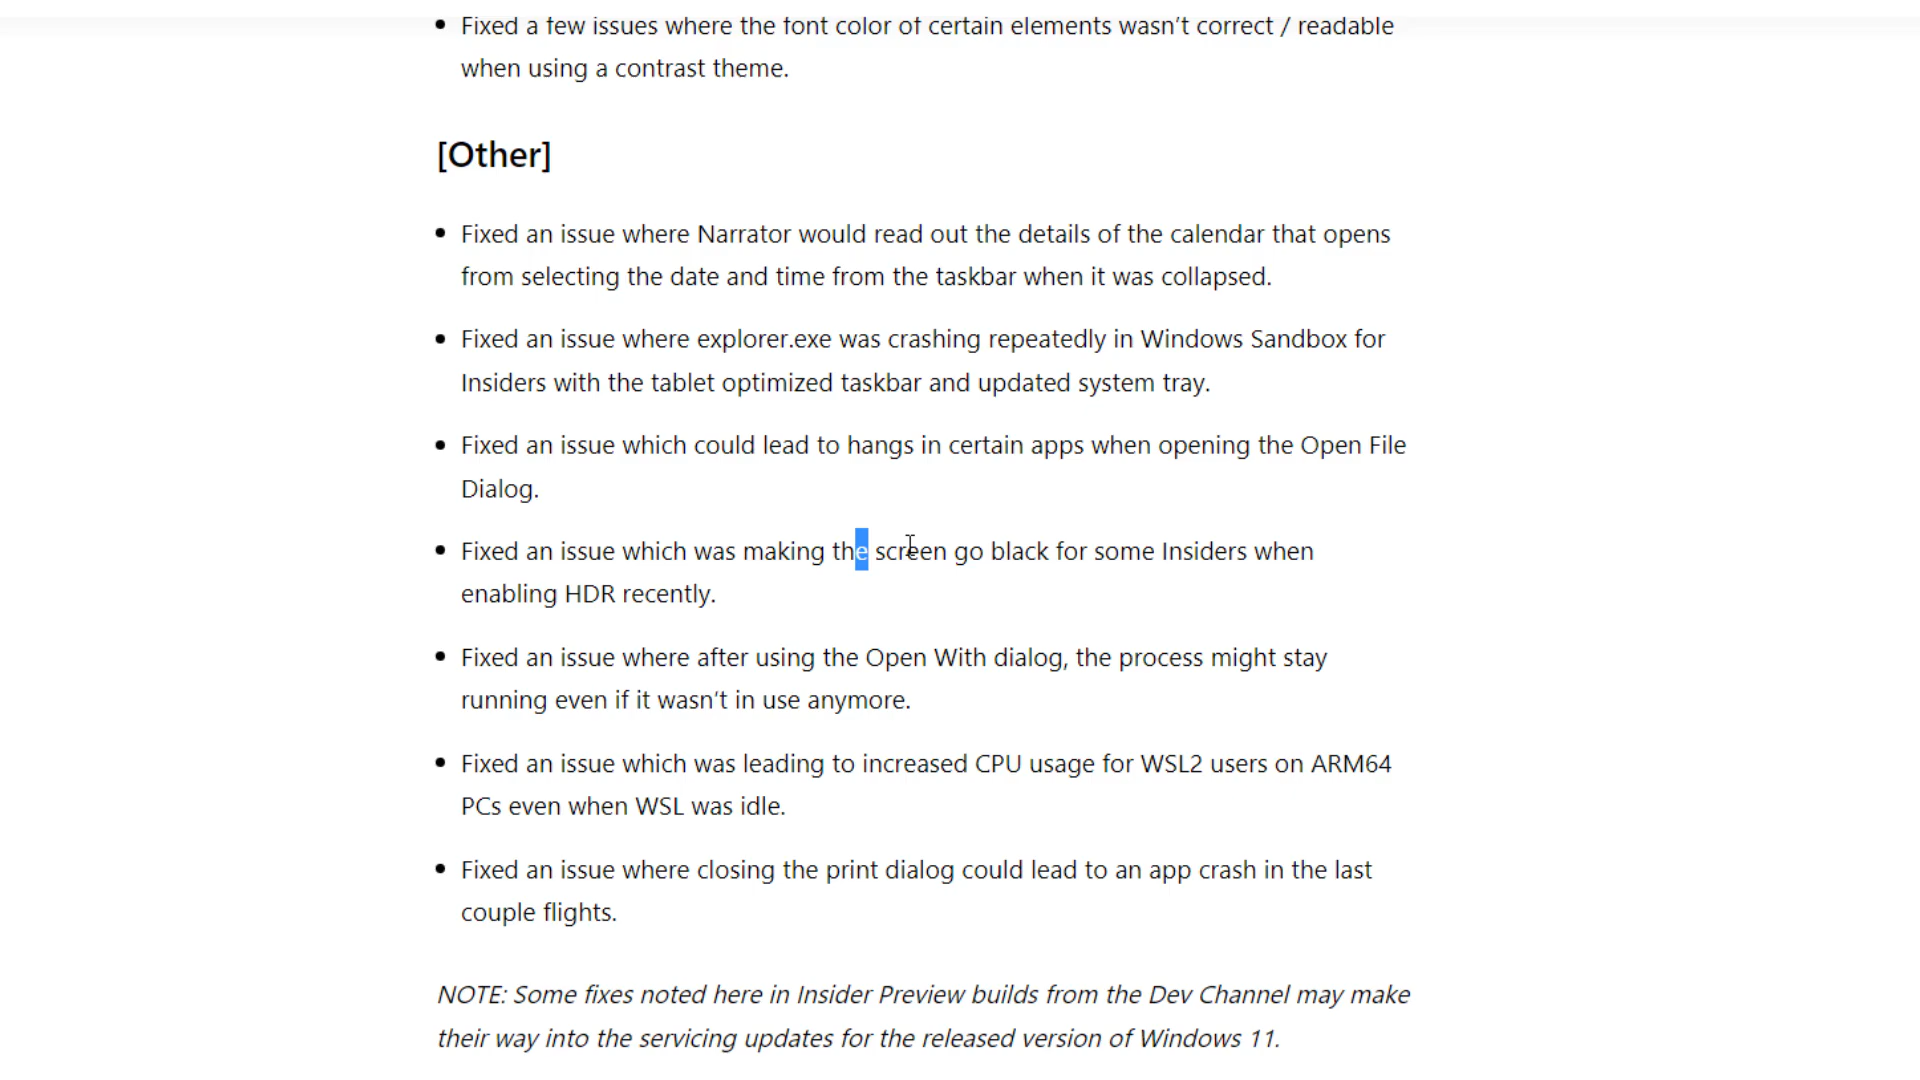 • Fixed a few issues where the font color of certain elements wasn’t correct / readable
when using a contrast theme.
[Other]
• Fixed an issue where Narrator would read out the details of the calendar that opens
from selecting the date and time from the taskbar when it was collapsed.
• Fixed an issue where explorer.exe was crashing repeatedly in Windows Sandbox for
Insiders with the tablet optimized taskbar and updated system tray.
• Fixed an issue which could lead to hangs in certain apps when opening the Open File
Dialog.
• Fixed an issue which was making the screen go black for some Insiders when
enabling HDR recently.
• Fixed an issue where after using the Open With dialog, the process might stay
running even if it wasn’t in use anymore.
• Fixed an issue which was leading to increased CPU usage for WSL2 users on ARM64
PCs even when WSL was idle.
• Fixed an issue where closing the print dialog could lead to an app crash in the last
couple flights.
NOTE: Some fixes noted here in Insider Preview builds from the Dev Channel may make
their way into the servicing updates for the released version of Windows 11.